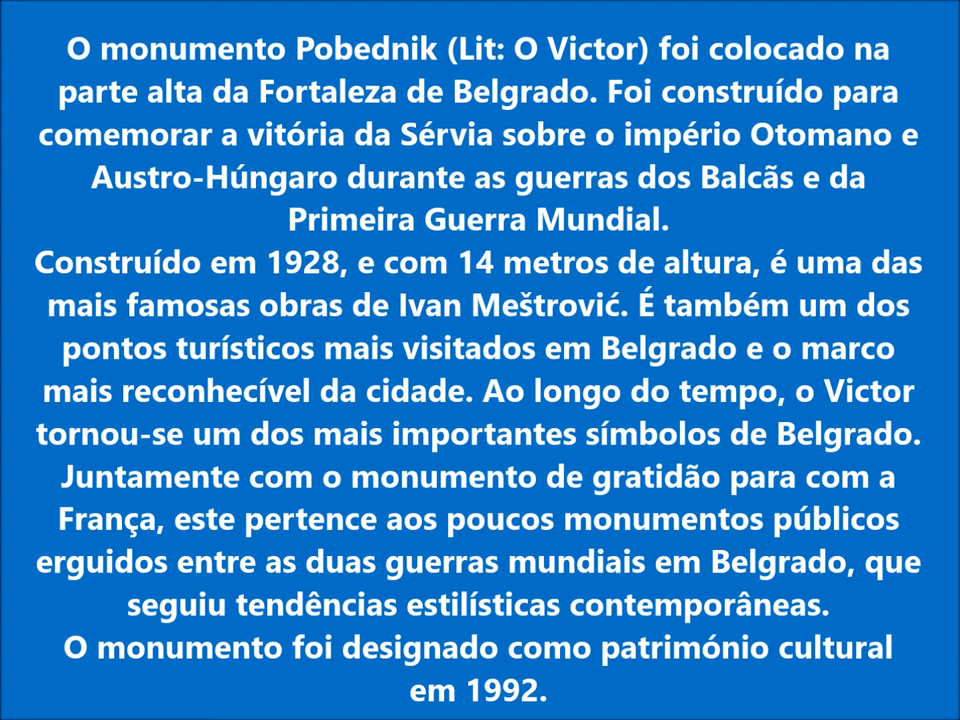 O monumento Pobednik (Lit: O Victor) foi colocado na
parte alta da Fortaleza de Belgrado. Foi construído para
comemorar a vitória da Sérvia sobre o império Otomano e
Austro-Húngaro durante as guerras dos Balcãs e da
Primeira Guerra Mundial.
Construído em 1928, e com 14 metros de altura, é uma das
mais famosas obras de Ivan Meštrović. É também um dos
pontos turísticos mais visitados em Belgrado e o marco
mais reconhecível da cidade. Ao longo do tempo, o Victor
tornou-se um dos mais importantes símbolos de Belgrado.
Juntamente com o monumento de gratidão para com a
França, este pertence aos poucos monumentos públicos
erguidos entre as duas guerras mundiais em Belgrado, que
seguiu tendências estilísticas contemporâneas.
O monumento foi designado como património cultural
em 1992.